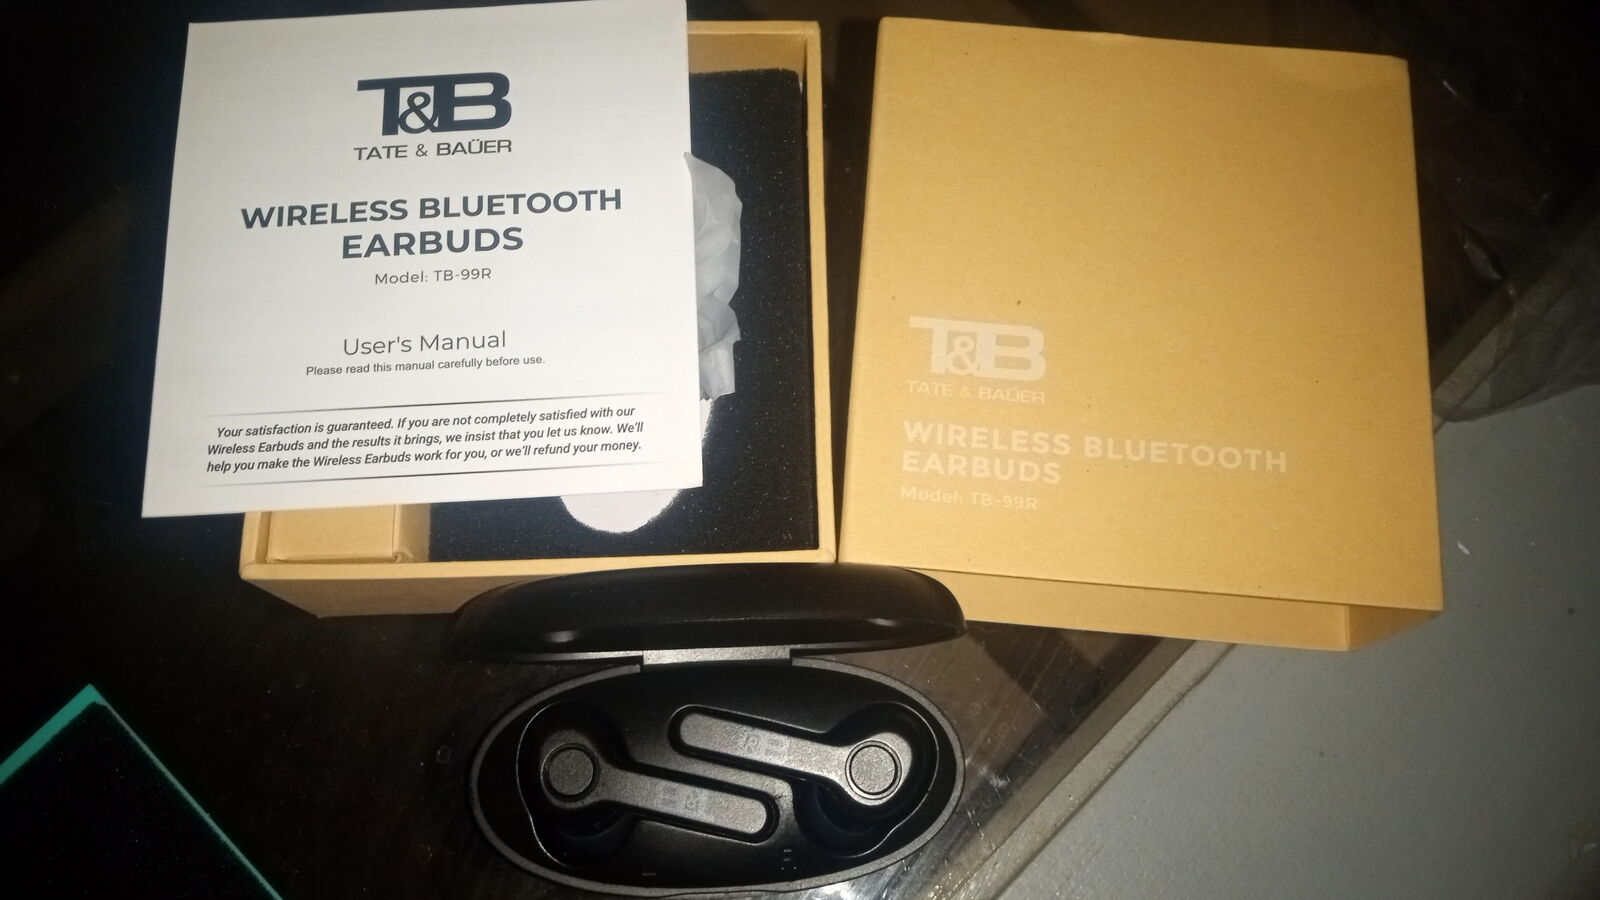 T&B
TATE & BAÜER
WIRELESS BLUETOOTH
EARBUDS
Model: TB-99R
User's Manual
Please read this manual carefully before use.
Your satisfaction is guaranteed. If you are not completely satisfied with our
Wireless Earbuds and the results it brings, we insist that you let us know. We'll
help you make the Wireless Earbuds work for you, or we'll refund your money.
T&B
TATE & BAÜER
WIRELESS BLUETOOTH
EARBUDS
Model: TB-99R